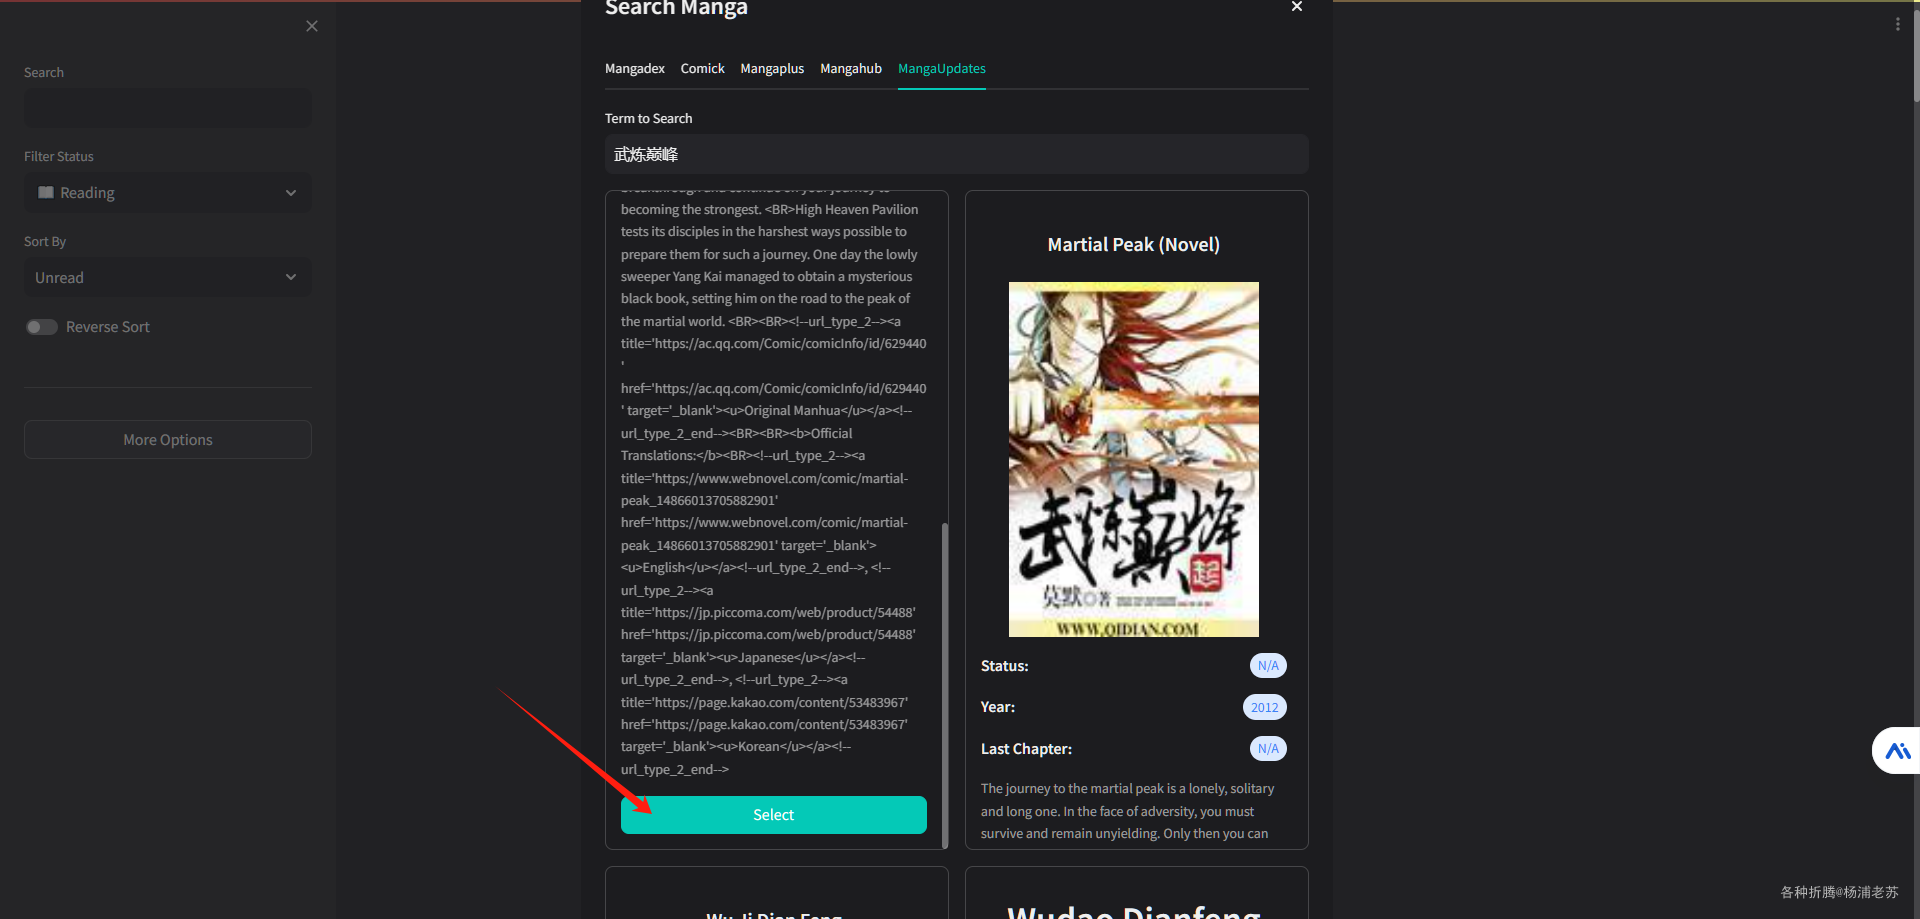 Search Manga
Search
Filter Status
Reading
Sort By
Unread
Reverse Sort
More Options
Mangadex Comick Mangaplus Mangahub MangaUpdates
Term to Search
武炼巅峰
becoming the strongest. <BR>High Heaven Pavilion
tests its disciples in the harshest ways possible to
prepare them for such a journey. One day the lowly
sweeper Yang Kai managed to obtain a mysterious
black book, setting him on the road to the peak of
the martial world. <BR><BR><!--url_type_2--><a
title='https://ac.qq.com/Comic/comicInfo/id/629440
'
href='https://ac.qq.com/Comic/comicInfo/id/629440
' target='_blank'><u>Original Manhua</u></a><!--
url_type_2_end--><BR><BR><b>Official
Translations:</b><BR><!--url_type_2--><a
title='https://www.webnovel.com/comic/martial-
peak_14866013705882901'
href='https://www.webnovel.com/comic/martial-
peak_14866013705882901' target='_blank'>
<u>English</u></a><!--url_type_2_end-->, <!--
url_type_2--><a
title='https://jp.piccoma.com/web/product/54488'
href='https://jp.piccoma.com/web/product/54488'
target='_blank'><u>Japanese</u></a><!--
url_type_2_end-->, <!--url_type_2--><a
title='https://page.kakao.com/content/53483967'
href='https://page.kakao.com/content/53483967'
target='_blank'><u>Korean</u></a><!--
url_type_2_end-->
Select
Martial Peak (Novel)
武炼巅峰
起
莫默◎著
WWW.QIDIAN.COM
Status: N/A
Year: 2012
Last Chapter: N/A
The journey to the martial peak is a lonely, solitary
and long one. In the face of adversity, you must
survive and remain unyielding. Only then you can
Wu Ji Dian Feng
Wudao Dianfeng
各种折腾@杨浦老苏